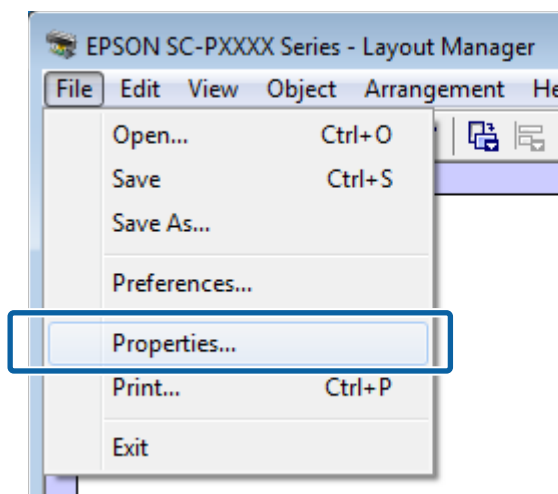 EPSON SC-PXXXX Series - Layout Manager
File Edit View Object Arrangement He
Open... Ctrl+O
Save Ctrl+S
Save As...
Preferences...
Properties...
Print... Ctrl+P
Exit